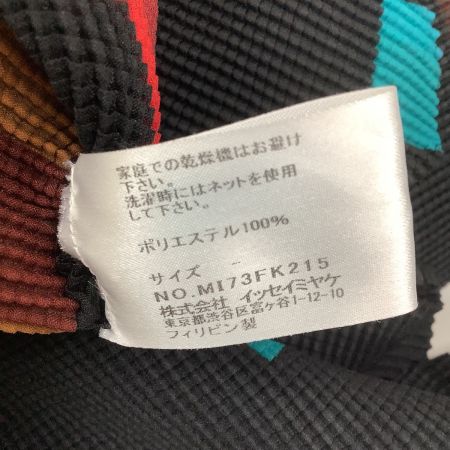 家庭での乾燥機はお避け
下さい。
洗濯時にはネットを使用
して下さい。
ポリエステル100%
サイズ －
NO.MI73FK215
株式会社 イッセイミヤケ
東京都渋谷区富ヶ谷1-12-10
フィリピン製